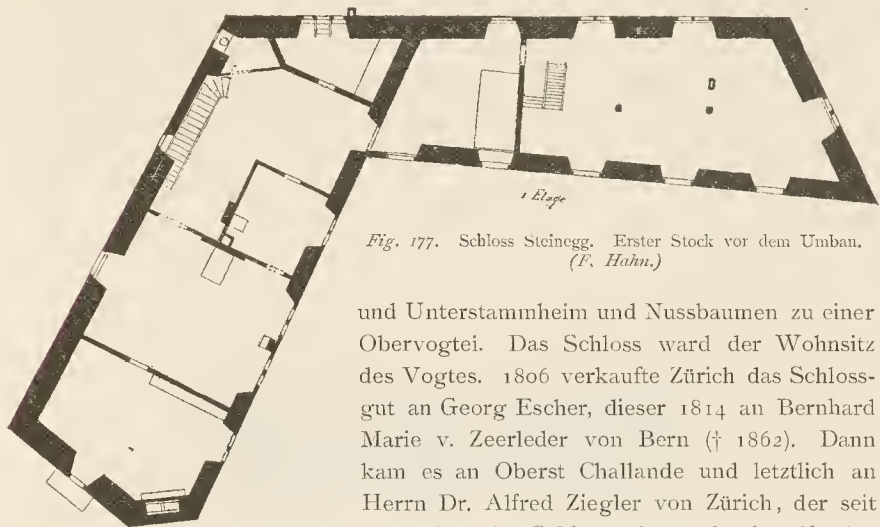 1 Etage
Fig. 177. Schloss Steinegg. Erster Stock vor dem Umbau.
(F. Hahn.)
und Unterstammheim und Nussbaumen zu einer
Obervogtei. Das Schloss ward der Wohnsitz
des Vogtes. 1806 verkaufte Zürich das Schloss-
gut an Georg Escher, dieser 1814 an Bernhard
Marie v. Zeerleder von Bern († 1862). Dann
kam es an Oberst Challande und letztlich an
Herrn Dr. Alfred Ziegler von Zürich, der seit